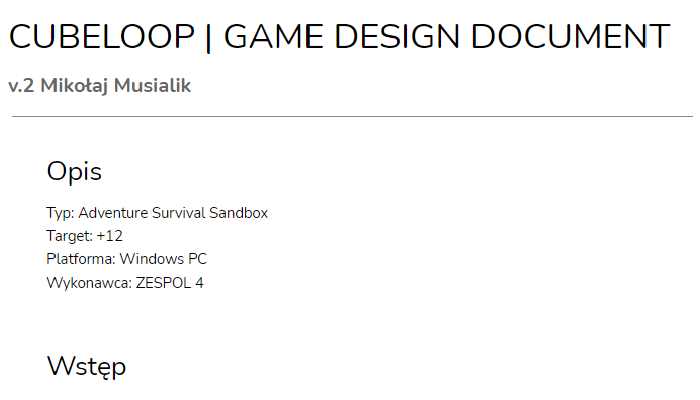 CUBELOOP | GAME DESIGN DOCUMENT
v.2 Mikołaj Musialik
Opis
Typ: Adventure Survival Sandbox
Target: +12
Platforma: Windows PC
Wykonawca: ZESPOL 4
Wstęp